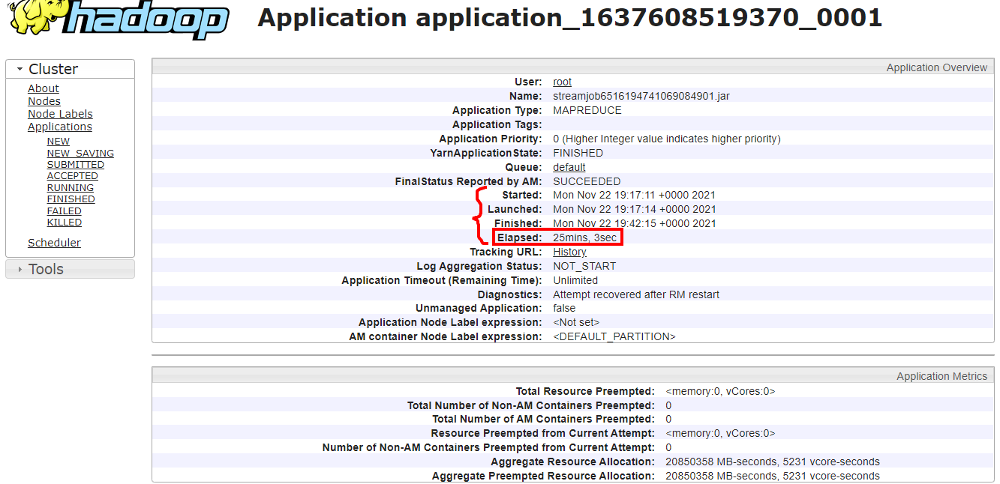 hadoop
Application application_1637608519370_0001
Cluster
About
Nodes
Node Labels
Applications
NEW
NEW_SAVING
SUBMITTED
ACCEPTED
RUNNING
FINISHED
FAILED
KILLED
Scheduler
Tools
Application Overview
User: root
Name: streamjob6516194741069084901.jar
Application Type: MAPREDUCE
Application Tags:
Application Priority: 0 (Higher Integer value indicates higher priority)
YarnApplicationState: FINISHED
Queue: default
FinalStatus Reported by AM: SUCCEEDED
Started: Mon Nov 22 19:17:11 +0000 2021
Launched: Mon Nov 22 19:17:14 +0000 2021
Finished: Mon Nov 22 19:42:15 +0000 2021
Elapsed: 25mins, 3sec
Tracking URL: History
Log Aggregation Status: NOT_START
Application Timeout (Remaining Time): Unlimited
Diagnostics: Attempt recovered after RM restart
Unmanaged Application: false
Application Node Label expression: <Not set>
AM container Node Label expression: <DEFAULT_PARTITION>
Application Metrics
Total Resource Preempted: <memory:0, vCores:0>
Total Number of Non-AM Containers Preempted: 0
Total Number of AM Containers Preempted: 0
Resource Preempted from Current Attempt: <memory:0, vCores:0>
Number of Non-AM Containers Preempted from Current Attempt: 0
Aggregate Resource Allocation: 20850358 MB-seconds, 5231 vcore-seconds
Aggregate Preempted Resource Allocation: 20850358 MB-seconds, 5231 vcore-seconds